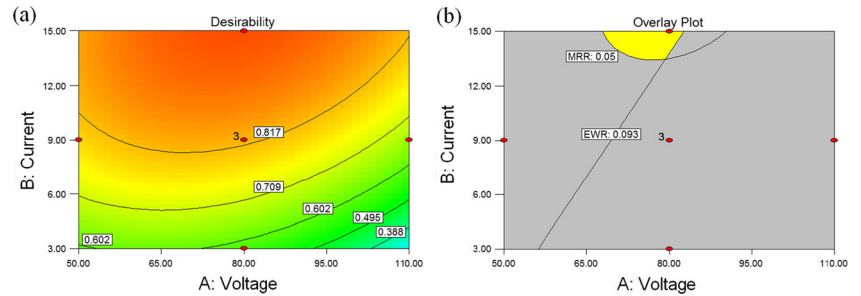 (a)
Desirability
15.00
12.00
9.00
6.00
3.00
B: Current
3
0.817
0.709
0.602
0.495
0.388
0.602
50.00 65.00 80.00 95.00 110.00
A: Voltage
(b)
Overlay Plot
15.00
12.00
9.00
6.00
3.00
B: Current
MRR: 0.05
EWR: 0.093
3
50.00 65.00 80.00 95.00 110.00
A: Voltage